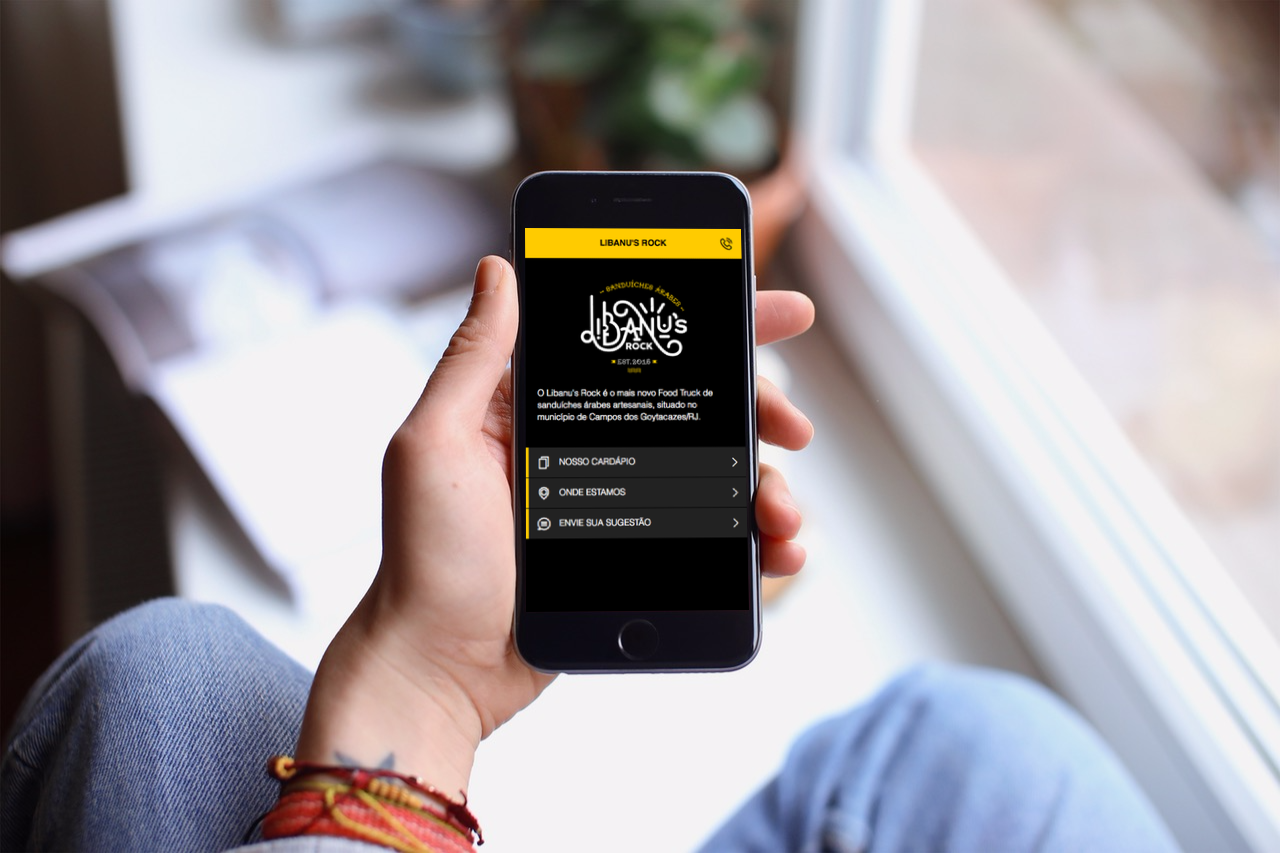 LIBANU'S ROCK
~ SANDUÍCHES ÁRABES ~
LIBANU'S
ROCK
EST. 2016
O Libanu's Rock é o mais novo Food Truck de
sanduíches árabes artesanais, situado no
município de Campos dos Goytacazes/RJ.
NOSSO CARDÁPIO
ONDE ESTAMOS
ENVIE SUA SUGESTÃO